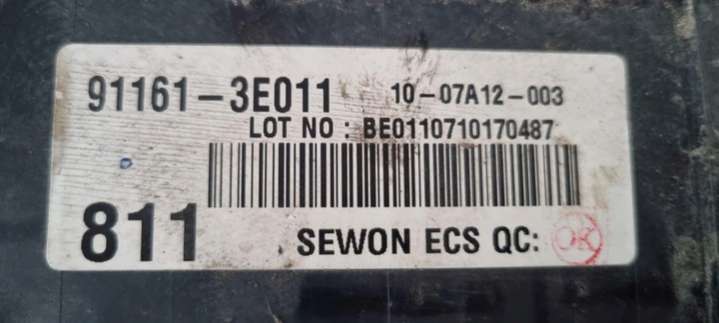 91161-3E011 10-07A12-003
LOT NO : BE0110710170487
811 SEWON ECS QC: OK